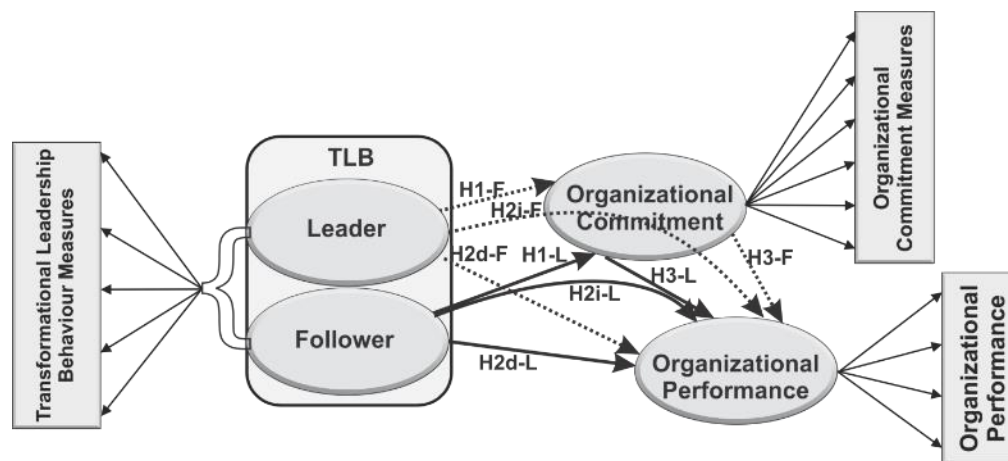 Transformational Leadership
Behaviour Measures
TLB
Leader
Follower
H1-F
H2i-F
H2d-F
H1-L
H2i-L
H2d-L
Organizational
Commitment
H3-L
H3-F
Organizational
Performance
Organizational
Commitment Measures
Organizational
Performance